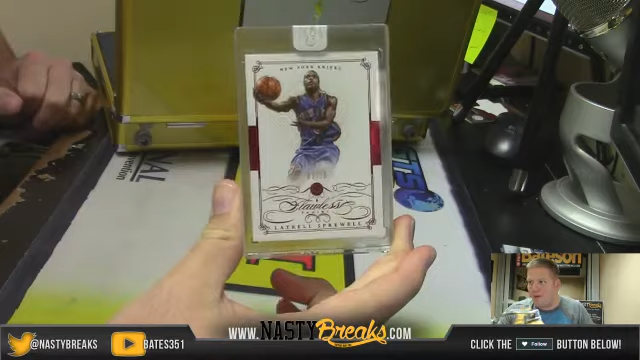 NEW YORK KNICKS
Flawless
LATRELL SPREWELL
@NASTYBREAKS
BATES351
WWW.NASTYBreaks.COM
CLICK THE
Follow
BUTTON BELOW!